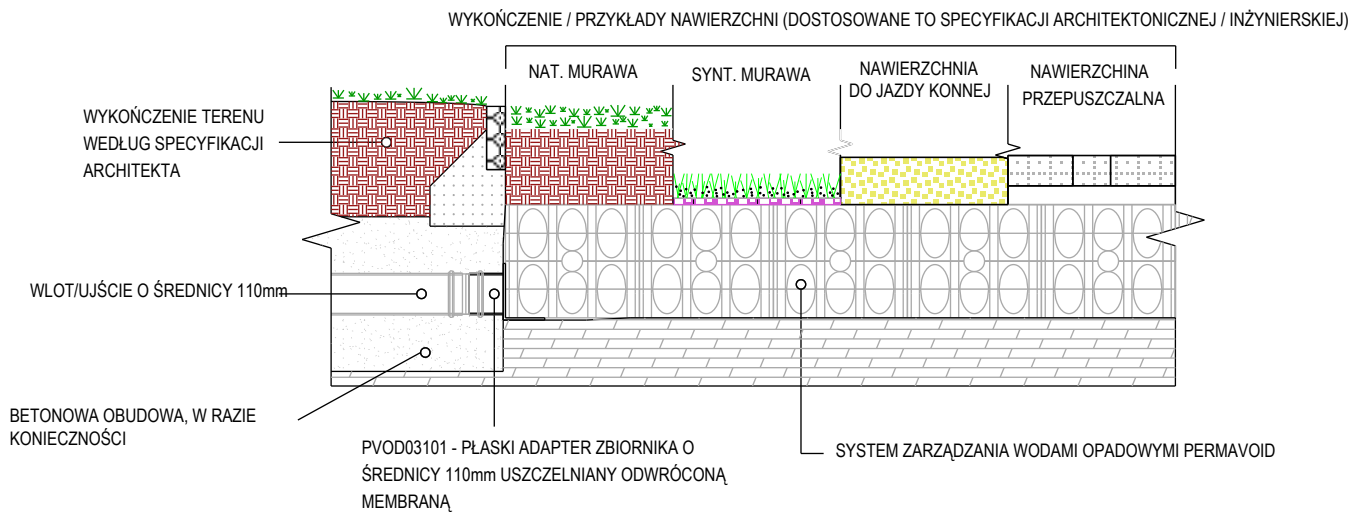 WYKOŃCZENIE / PRZYKŁADY NAWIERZCHNI (DOSTOSOWANE TO SPECYFIKACJI ARCHITEKTONICZNEJ / INŻYNIERSKIEJ)
NAT. MURAWA
SYNT. MURAWA
NAWIERZCHNIA
DO JAZDY KONNEJ
NAWIERZCHINA
PRZEPUSZCZALNA
WYKOŃCZENIE TERENU
WEDŁUG SPECYFIKACJI
ARCHITEKTA
WLOT/UJŚCIE O ŚREDNICY 110mm
BETONOWA OBUDOWA, W RAZIE
KONIECZNOŚCI
PVOD03101 - PŁASKI ADAPTER ZBIORNIKA O
ŚREDNICY 110mm USZCZELNIANY ODWRÓCONĄ
MEMBRANĄ
SYSTEM ZARZĄDZANIA WODAMI OPADOWYMI PERMAVOID